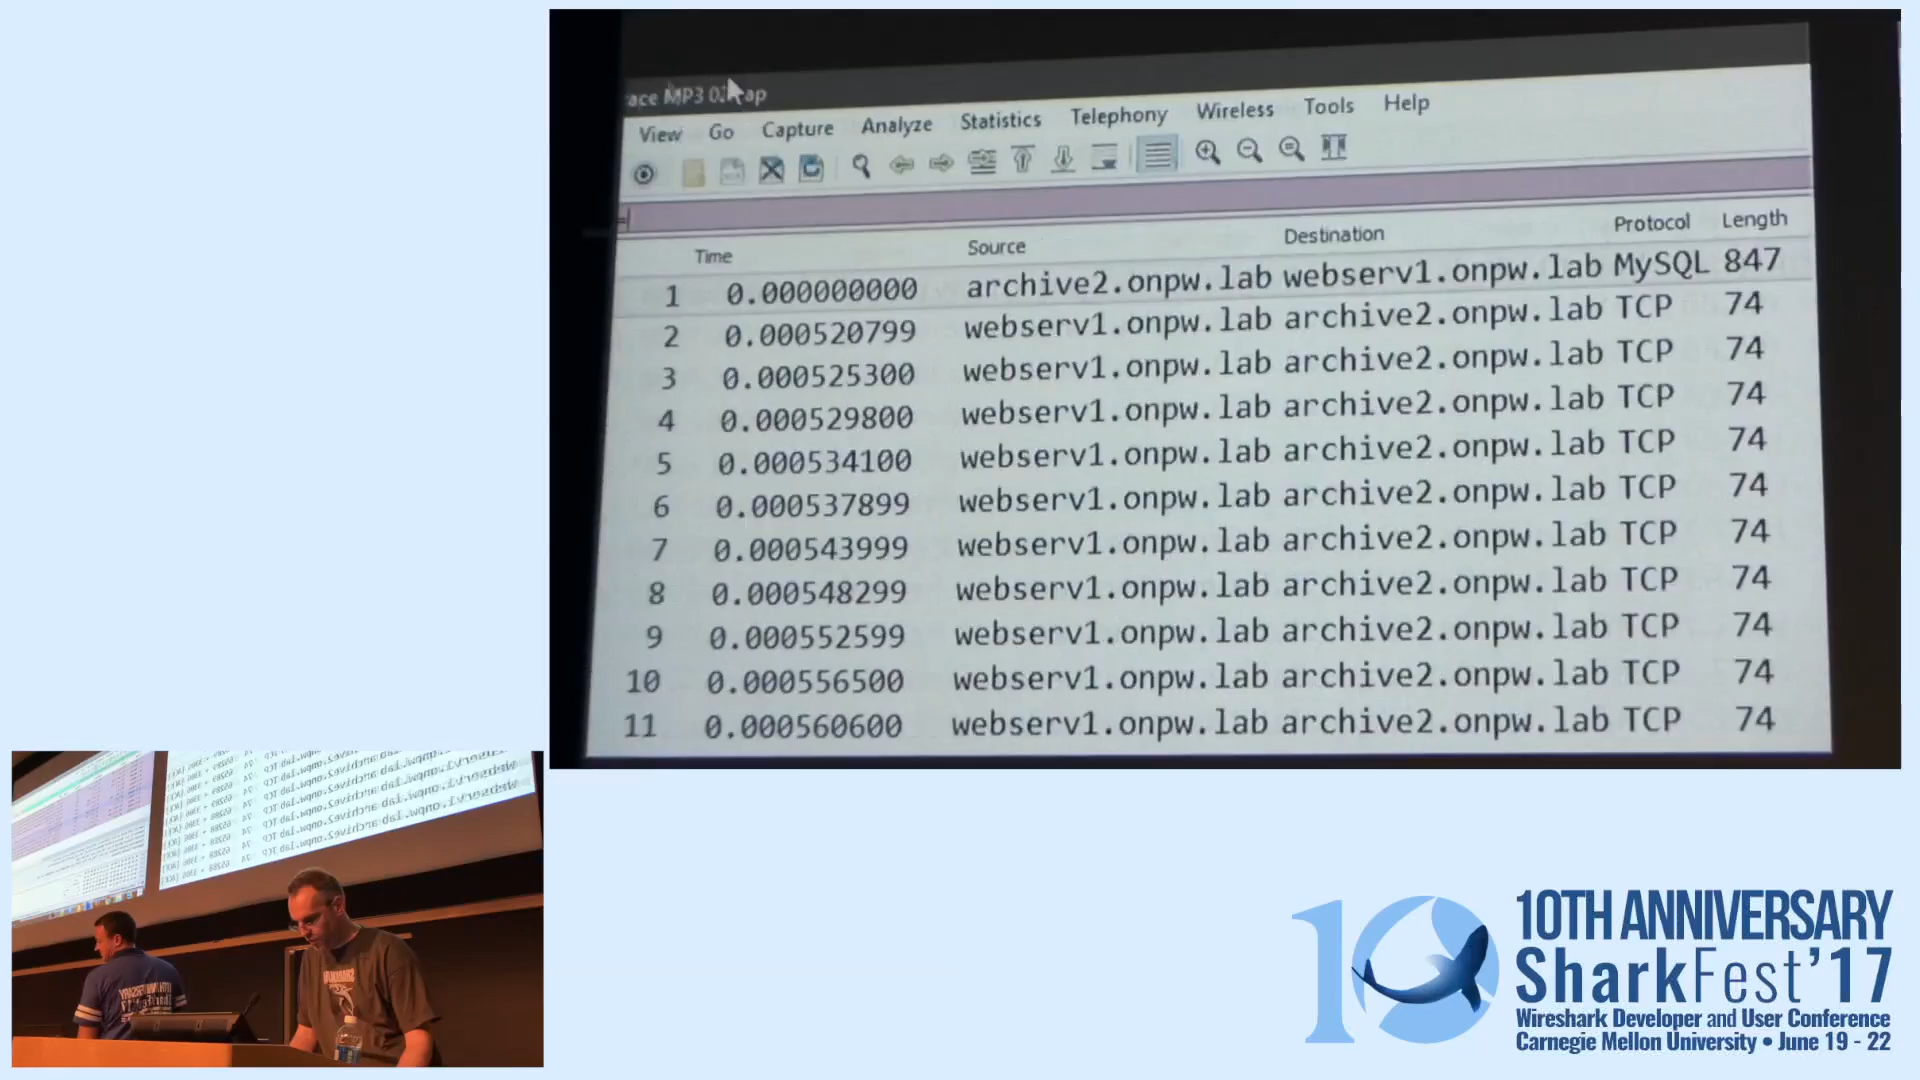 ace MP3 02 ap
View Go Capture Analyze Statistics Telephony Wireless Tools Help
Time Source Destination Protocol Length
1 0.000000000 archive2.onpw.lab webserv1.onpw.lab MySQL 847
2 0.000520799 webserv1.onpw.lab archive2.onpw.lab TCP 74
3 0.000525300 webserv1.onpw.lab archive2.onpw.lab TCP 74
4 0.000529800 webserv1.onpw.lab archive2.onpw.lab TCP 74
5 0.000534100 webserv1.onpw.lab archive2.onpw.lab TCP 74
6 0.000537899 webserv1.onpw.lab archive2.onpw.lab TCP 74
7 0.000543999 webserv1.onpw.lab archive2.onpw.lab TCP 74
8 0.000548299 webserv1.onpw.lab archive2.onpw.lab TCP 74
9 0.000552599 webserv1.onpw.lab archive2.onpw.lab TCP 74
10 0.000556500 webserv1.onpw.lab archive2.onpw.lab TCP 74
11 0.000560600 webserv1.onpw.lab archive2.onpw.lab TCP 74
10 10TH ANNIVERSARY
SharkFest'17
Wireshark Developer and User Conference
Carnegie Mellon University • June 19 - 22